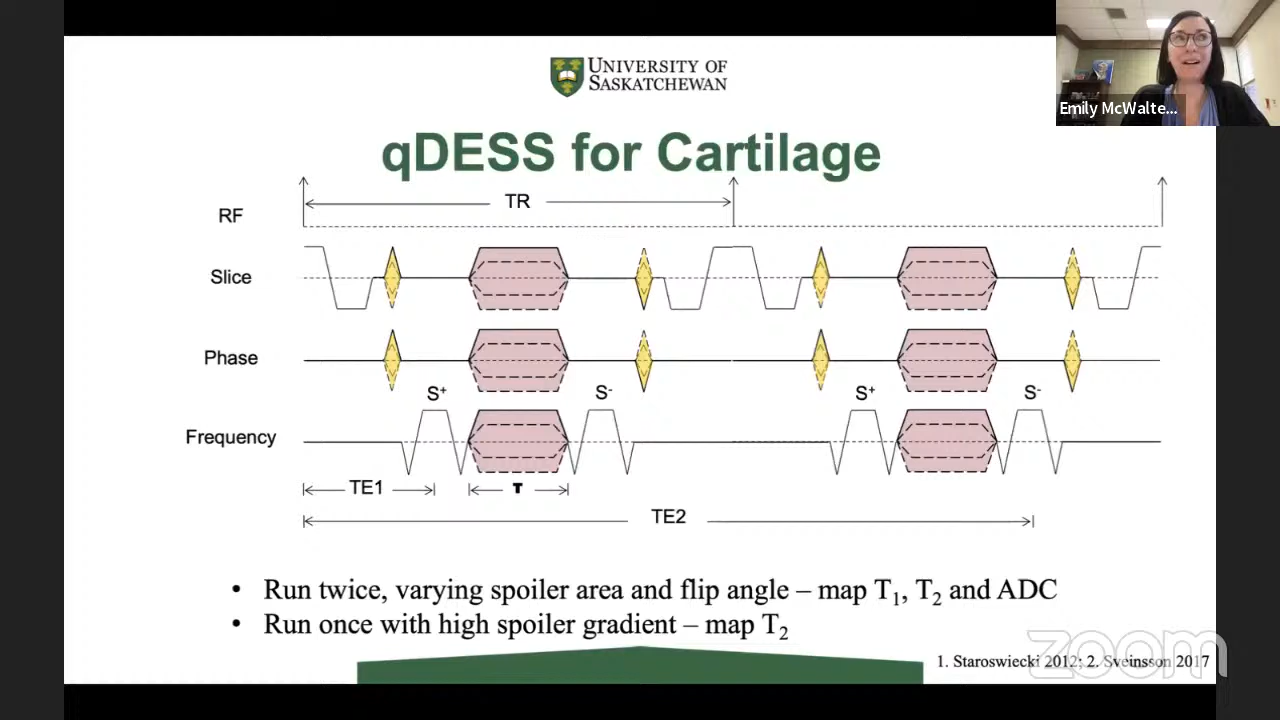 Emily McWalte...
UNIVERSITY OF
SASKATCHEWAN
qDESS for Cartilage
TR
RF
Slice
Phase
S+ S- S+ S-
Frequency
TE1 τ
TE2
• Run twice, varying spoiler area and flip angle – map T₁, T₂ and ADC
• Run once with high spoiler gradient – map T₂
1. Staroswiecki 2012; 2. Sveinsson 2017
zoom